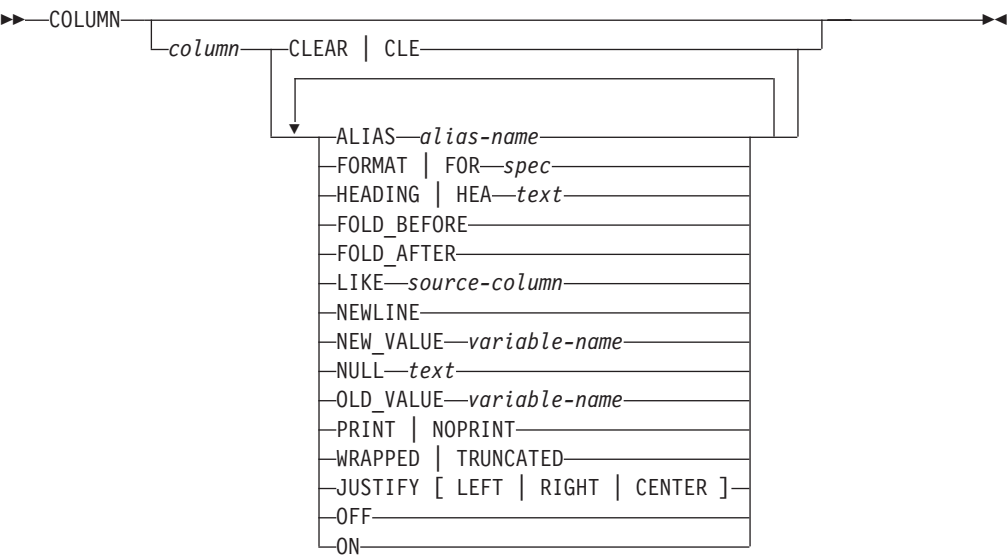 COLUMN
column CLEAR | CLE
ALIAS alias-name
FORMAT | FOR spec
HEADING | HEA text
FOLD_BEFORE
FOLD_AFTER
LIKE source-column
NEWLINE
NEW_VALUE variable-name
NULL text
OLD_VALUE variable-name
PRINT | NOPRINT
WRAPPED | TRUNCATED
JUSTIFY [ LEFT | RIGHT | CENTER ]
OFF
ON